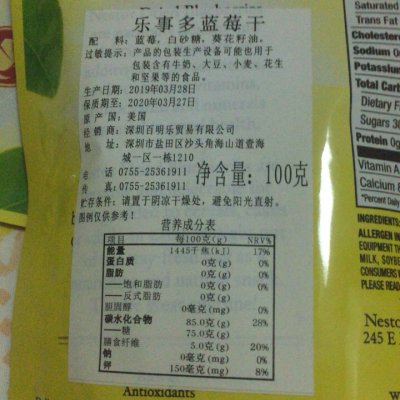 Dried Blueberries
乐事多蓝莓干
配 料：蓝莓，白砂糖，葵花籽油。
过敏提示：产品的包装生产设备可能也用于
包装含有牛奶、大豆、小麦、花生
和坚果等的食品。
生产日期：2019年03月28日
保质期至：2020年03月27日
原 产 国：美国
经 销 商：深圳百明乐贸易有限公司
地 址：深圳市盐田区沙头角海山道壹海
城一区一栋1210
电 话：0755-25361911
传 真：0755-25361911
净含量：100克
贮存条件：请置于阴凉干燥处，避免阳光直射。
图例仅供参考！
营养成分表
项目 每100克(g) NRV%
能量 1445千焦(kJ) 17%
蛋白质 0克(g) 0%
脂肪 0克(g) 0%
——饱和脂肪 0克(g) 0%
——反式脂肪 0克(g)
胆固醇 0毫克(mg) 0%
碳水化合物 85.0克(g) 28%
——糖 75.0克(g)
膳食纤维 5.0克(g) 20%
钠 0毫克(mg) 0%
钾 150毫克(mg) 8%
Antioxidants
Saturated
Trans Fat
Cholestero
Sodium 0
Potassiu
Total Carb
Dietary F
Sugars 30
Protein 0g
Vitamin A
Calcium 8
*Percent Daily
INGREDIENTS:
ALLERGEN IN
EQUIPMENT TH
MILK, SOYBE
CONSUMERS
PLEASE READ
Nesto
245 E